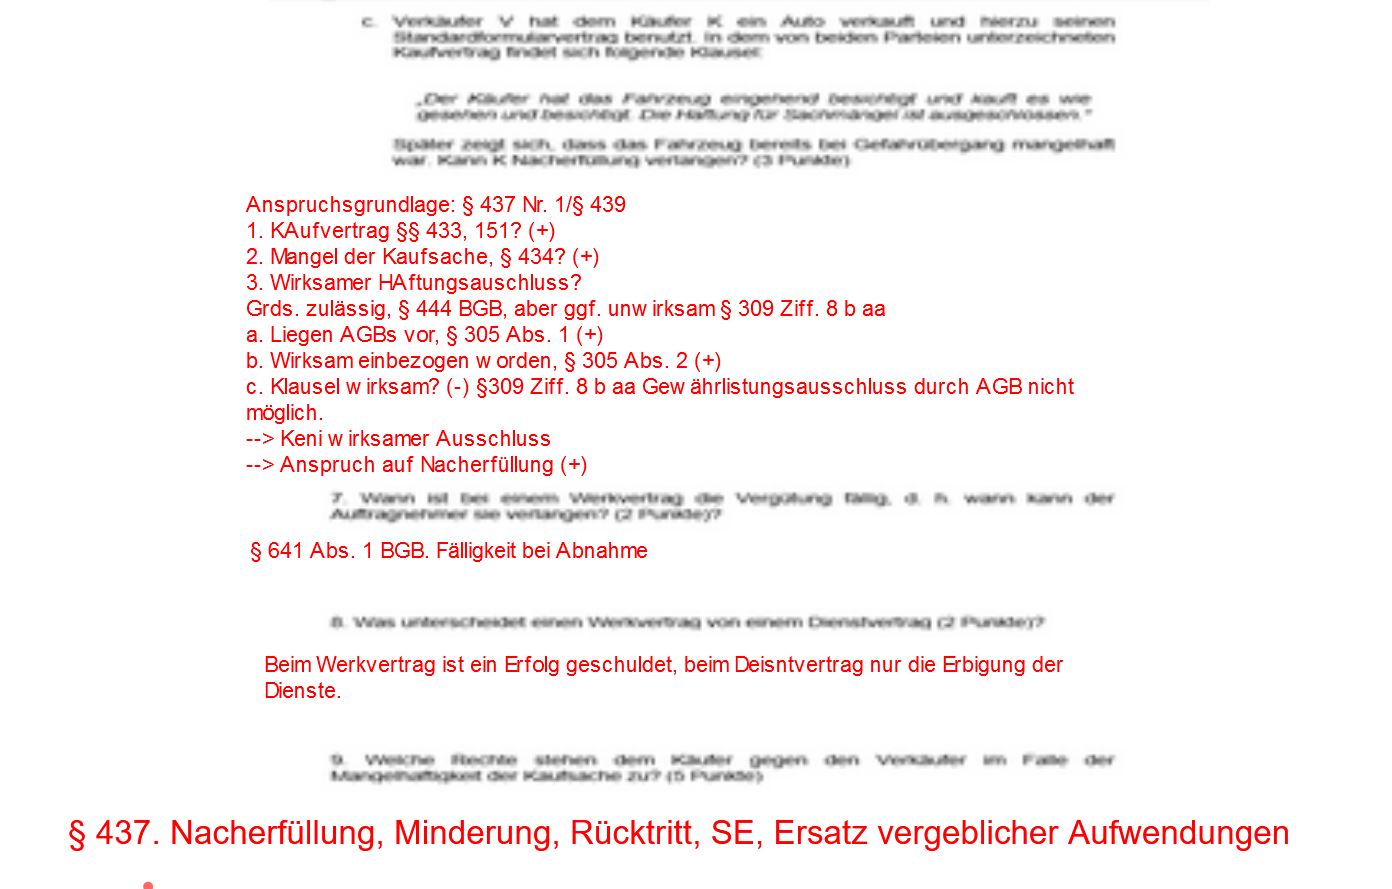 c. Verkäufer V hat dem Käufer K ein Auto verkauft und hierzu seinen
Standardformularvertrag benutzt. In dem von beiden Parteien unterzeichneten
Kaufvertrag findet sich folgende Klausel:
„Der Käufer hat das Fahrzeug eingehend besichtigt und kauft es wie
gesehen und besichtigt. Die Haftung für Sachmängel ist ausgeschlossen."
Später zeigt sich, dass das Fahrzeug bereits bei Gefahrübergang mangelhaft
war. Kann K Nacherfüllung verlangen? (3 Punkte)
Anspruchsgrundlage: § 437 Nr. 1/§ 439
1. KAufvertrag §§ 433, 151? (+)
2. Mangel der Kaufsache, § 434? (+)
3. Wirksamer HAftungsauschluss?
Grds. zulässig, § 444 BGB, aber ggf. unw irksam § 309 Ziff. 8 b aa
a. Liegen AGBs vor, § 305 Abs. 1 (+)
b. Wirksam einbezogen w orden, § 305 Abs. 2 (+)
c. Klausel w irksam? (-) §309 Ziff. 8 b aa Gew ährlistungsausschluss durch AGB nicht
möglich.
--> Keni w irksamer Ausschluss
--> Anspruch auf Nacherfüllung (+)
7. Wann ist bei einem Werkvertrag die Vergütung fällig, d. h. wann kann der
Auftragnehmer sie verlangen? (2 Punkte)?
§ 641 Abs. 1 BGB. Fälligkeit bei Abnahme
8. Was unterscheidet einen Werkvertrag von einem Dienstvertrag (2 Punkte)?
Beim Werkvertrag ist ein Erfolg geschuldet, beim Deisntvertrag nur die Erbigung der
Dienste.
9. Welche Rechte stehen dem Käufer gegen den Verkäufer im Falle der
Mangelhaftigkeit der Kaufsache zu? (5 Punkte)
§ 437. Nacherfüllung, Minderung, Rücktritt, SE, Ersatz vergeblicher Aufwendungen